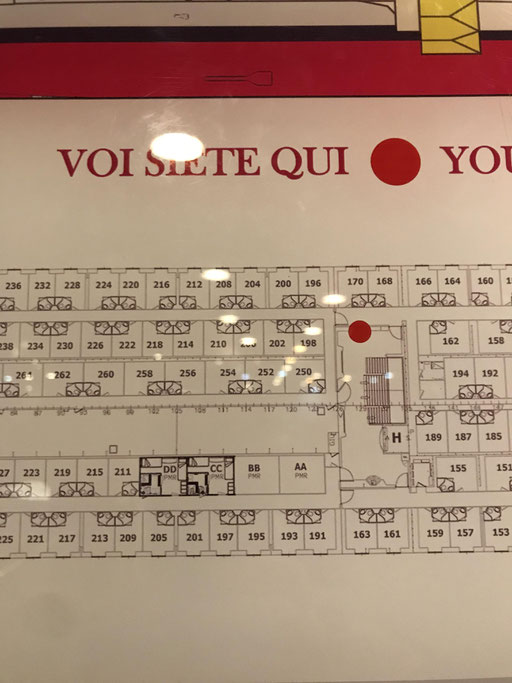 VOI SIETE QUI YOU
236 232 228 224 220 216 212 208 204 200 196 170 168 166 164 160
238 234 230 226 222 218 214 210 202 198 162 158
262 260 258 256 254 252 250 194 192
H 189 187 185
223 219 215 211 DD CC BB AA 155 151
PMR PMR PMR PMR
225 221 217 213 209 205 201 197 195 193 191 163 161 159 157 153